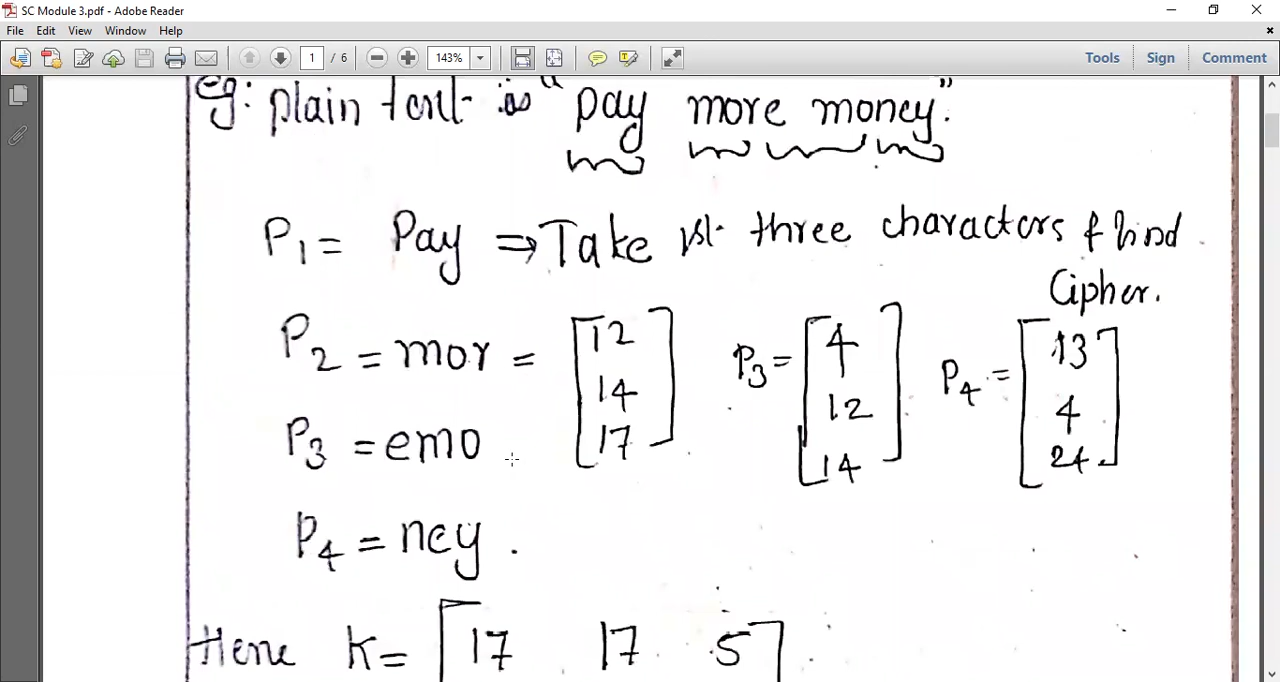 SC Module 3.pdf - Adobe Reader
File Edit View Window Help
1 / 6 143% Tools Sign Comment
eg: plain text is "pay more money".
P1 = Pay ⇒ Take 1st three characters & find
Cipher.
P2 = mor = [12 14 17] P3 = [4 12 14] P4 = [13 4 24]
P3 = emo
P4 = ney.
Here K = [17 17 5]